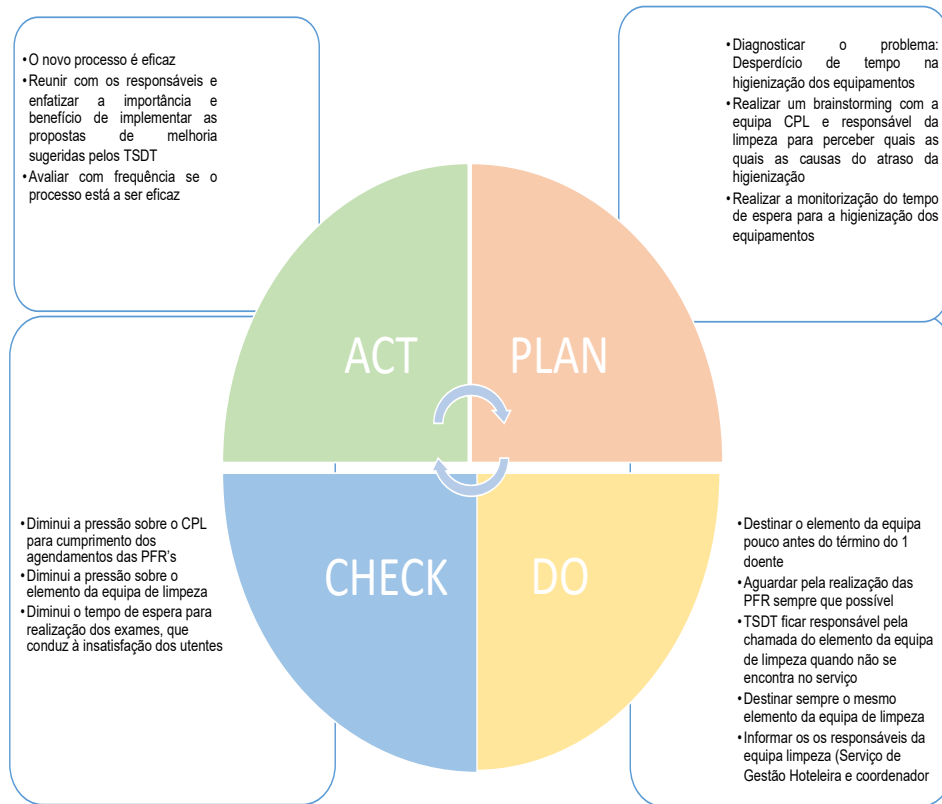 • O novo processo é eficaz
• Reunir com os responsáveis e
enfatizar a importância e
benefício de implementar as
propostas de melhoria
sugeridas pelos TSDT
• Avaliar com frequência se o
processo está a ser eficaz
• Diagnosticar o problema:
Desperdício de tempo na
higienização dos equipamentos
• Realizar um brainstorming com a
equipa CPL e responsável da
limpeza para perceber quais as
quais as causas do atraso da
higienização
• Realizar a monitorização do tempo
de espera para a higienização dos
equipamentos
ACT
PLAN
CHECK
DO
• Diminui a pressão sobre o CPL
para cumprimento dos
agendamentos das PFR's
• Diminui a pressão sobre o
elemento da equipa de limpeza
• Diminui o tempo de espera para
realização dos exames, que
conduz à insatisfação dos utentes
• Destinar o elemento da equipa
pouco antes do término do 1
doente
• Aguardar pela realização das
PFR sempre que possível
• TSDT ficar responsável pela
chamada do elemento da equipa
de limpeza quando não se
encontra no serviço
• Destinar sempre o mesmo
elemento da equipa de limpeza
• Informar os os responsáveis da
equipa limpeza (Serviço de
Gestão Hoteleira e coordenador